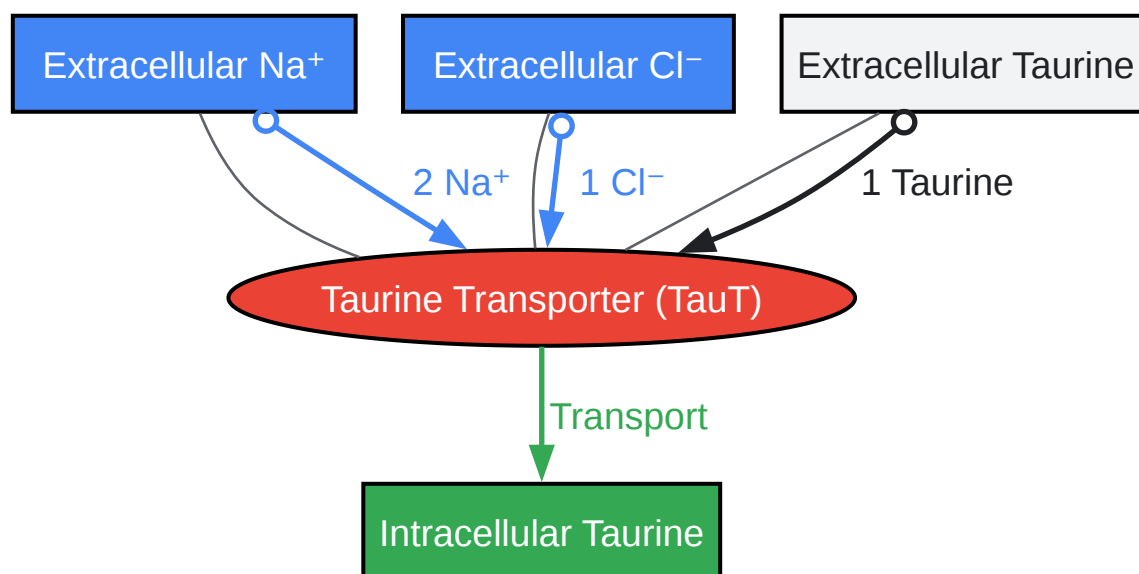 Extracellular Na⁺
Extracellular Cl⁻
Extracellular Taurine
2 Na⁺
1 Cl⁻
1 Taurine
Taurine Transporter (TauT)
Transport
Intracellular Taurine